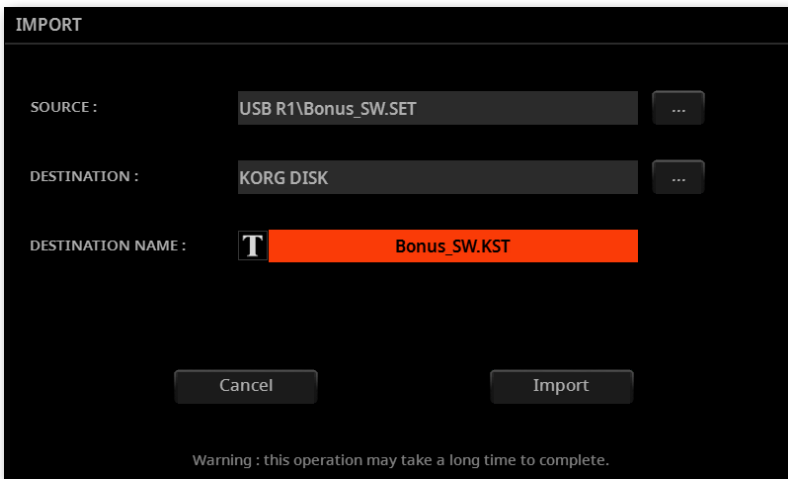 IMPORT
SOURCE : USB R1\Bonus_SW.SET ...
DESTINATION : KORG DISK ...
DESTINATION NAME : T Bonus_SW.KST
Cancel Import
Warning : this operation may take a long time to complete.